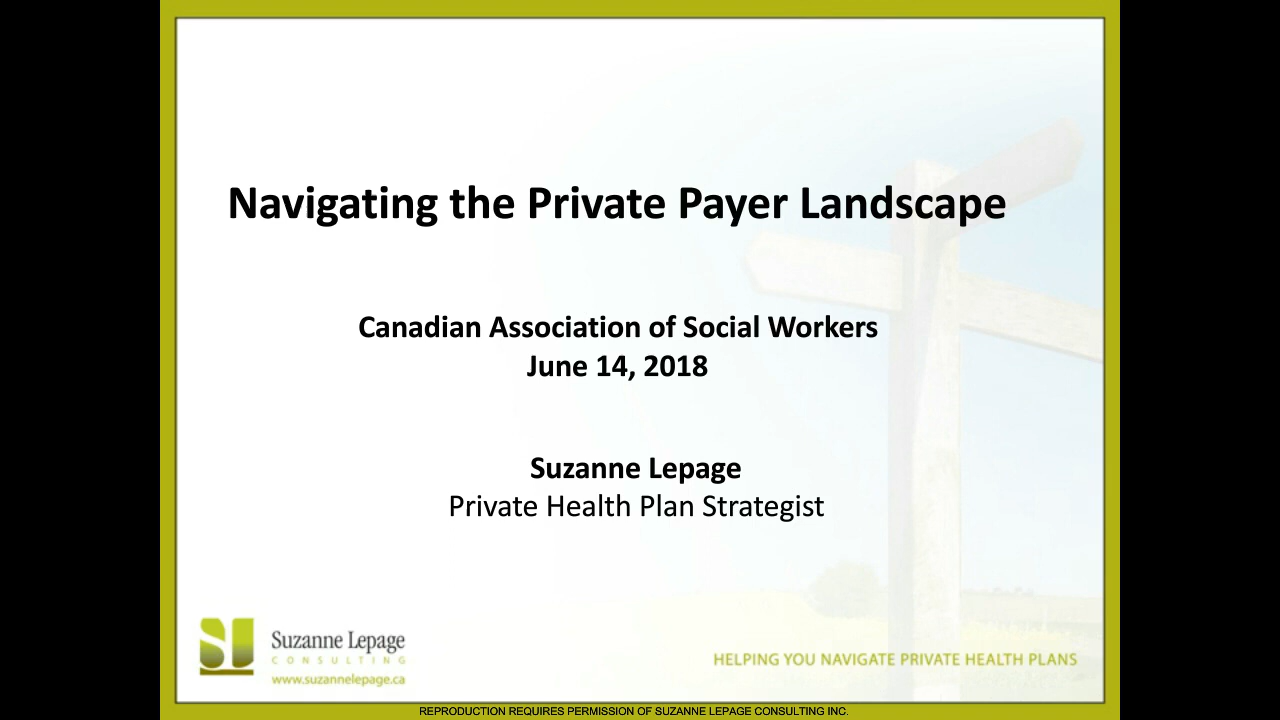 Navigating the Private Payer Landscape
Canadian Association of Social Workers
June 14, 2018
Suzanne Lepage
Private Health Plan Strategist
SL
Suzanne Lepage
CONSULTING
www.suzannelepage.ca
HELPING YOU NAVIGATE PRIVATE HEALTH PLANS
REPRODUCTION REQUIRES PERMISSION OF SUZANNE LEPAGE CONSULTING INC.